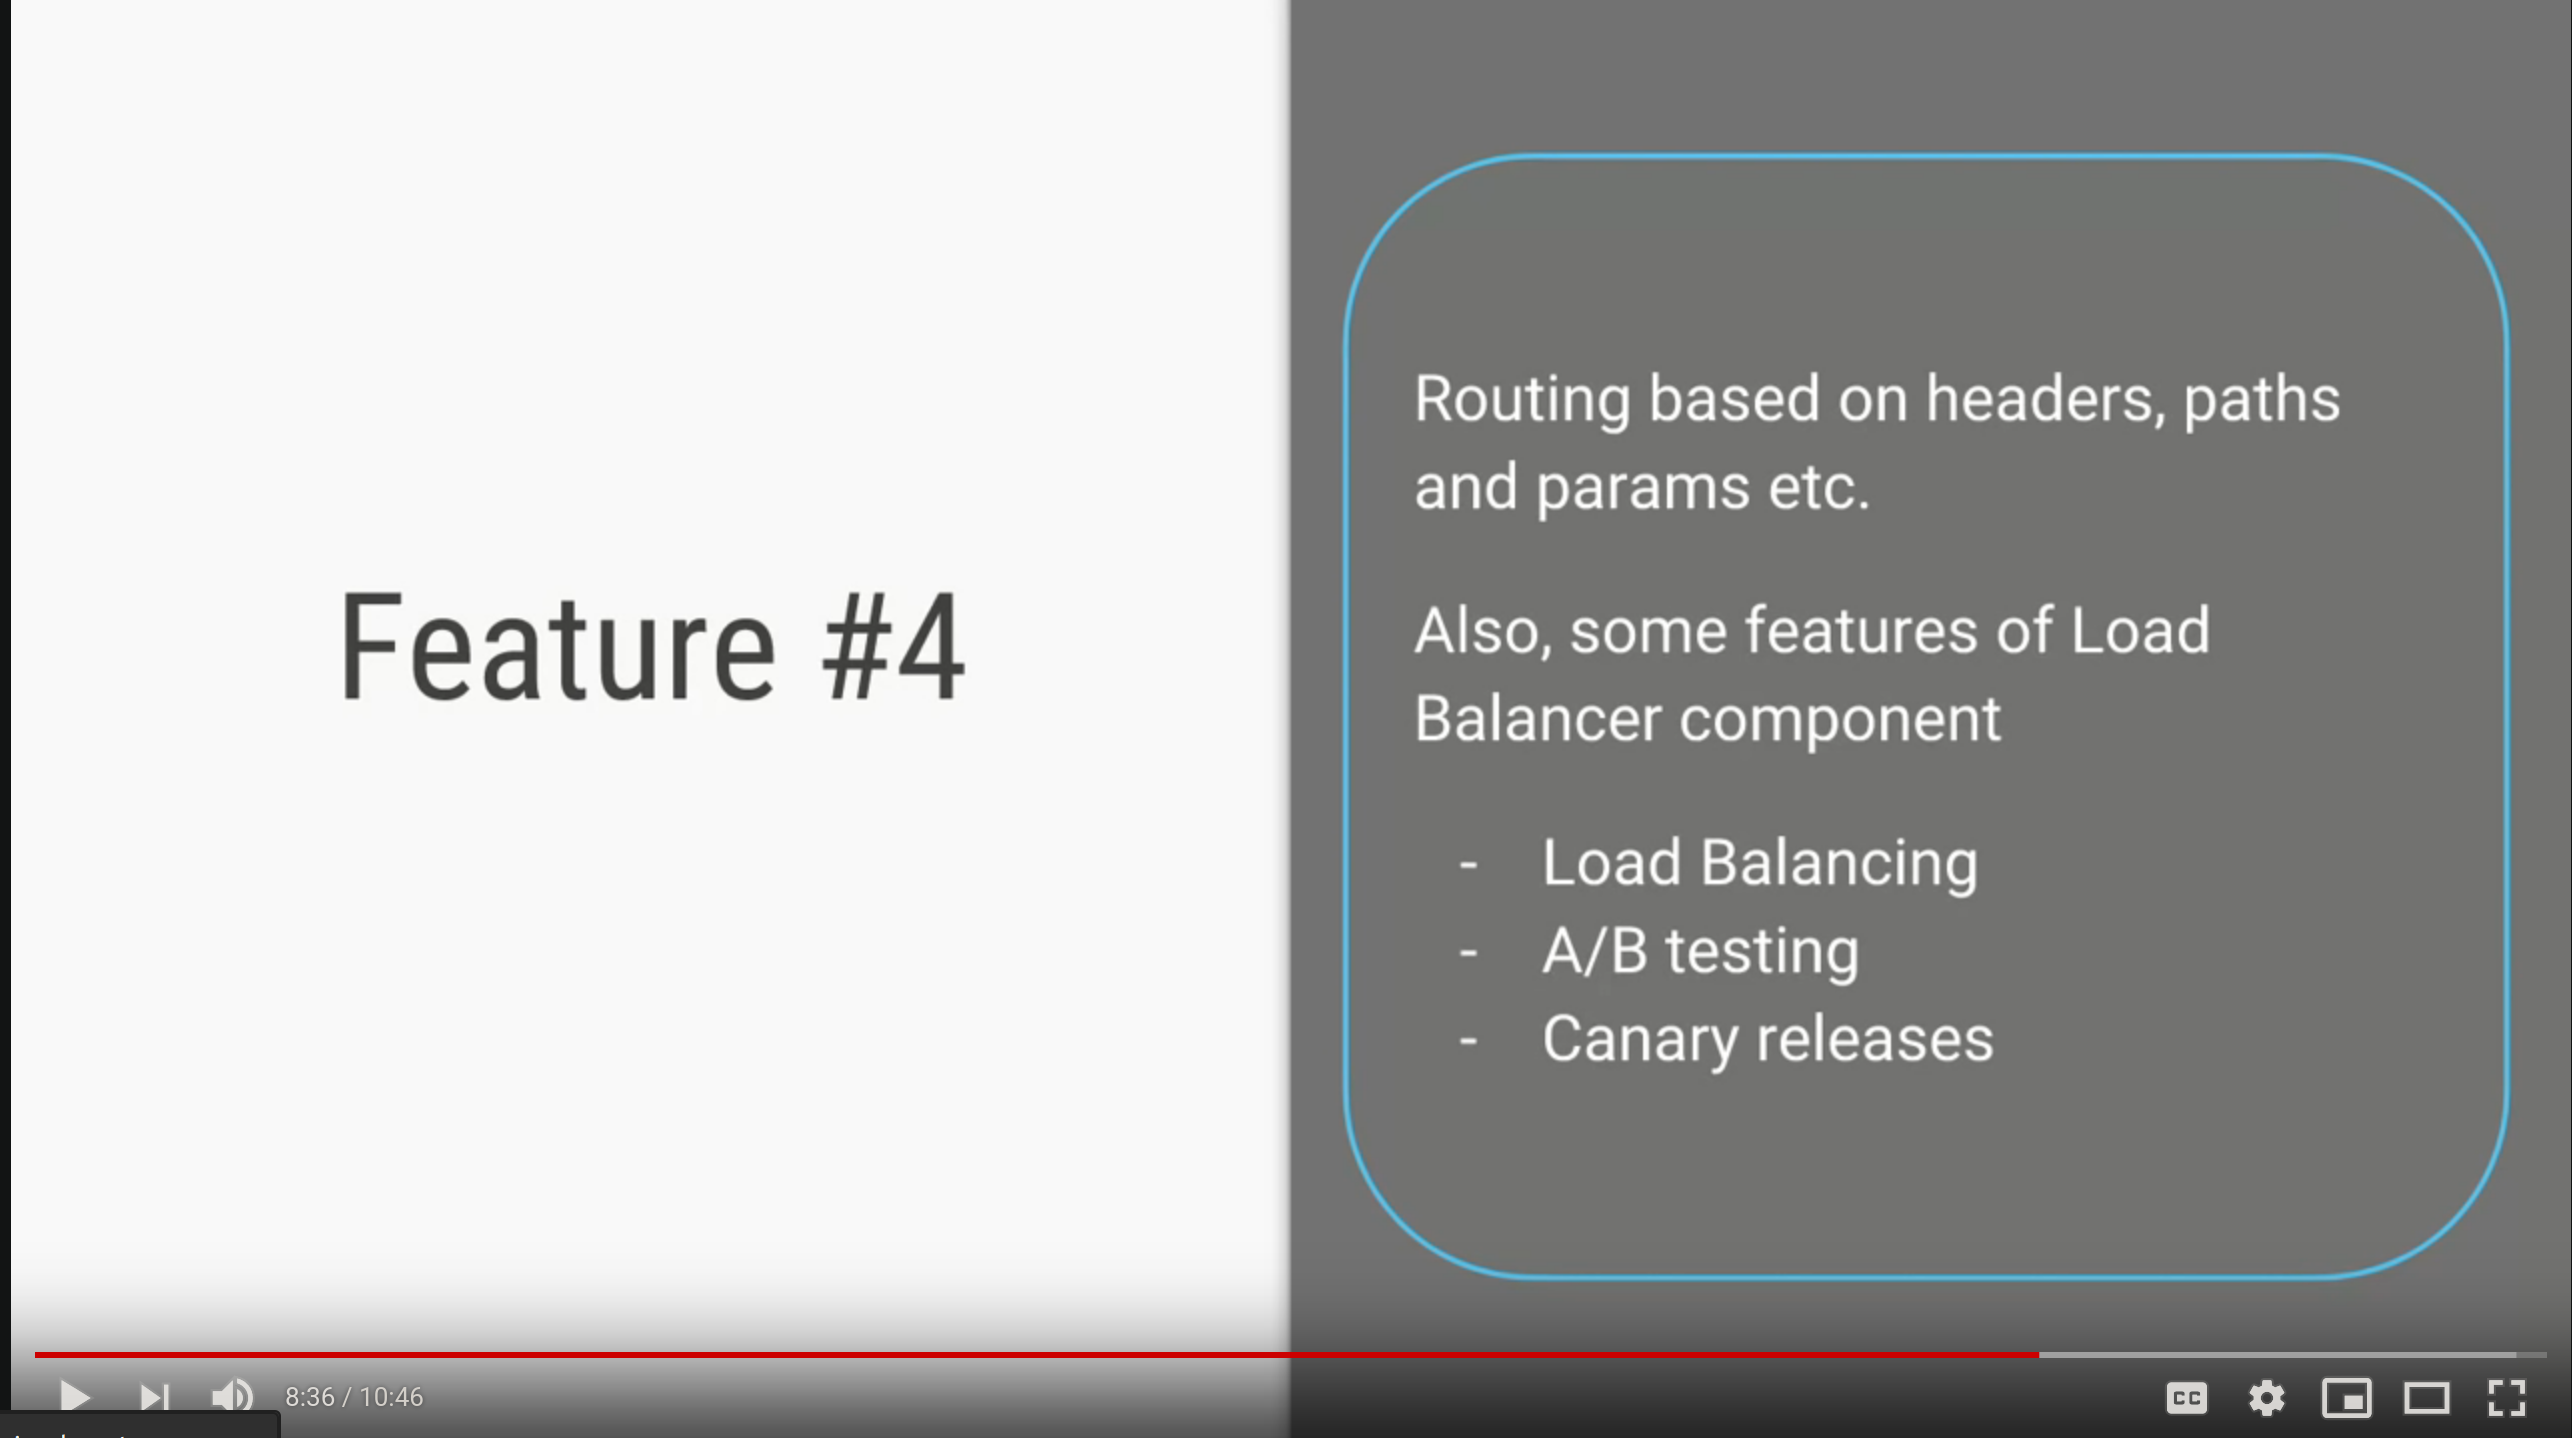 Feature #4
Routing based on headers, paths
and params etc.
Also, some features of Load
Balancer component
- Load Balancing
- A/B testing
- Canary releases
8:36 / 10:46
CC